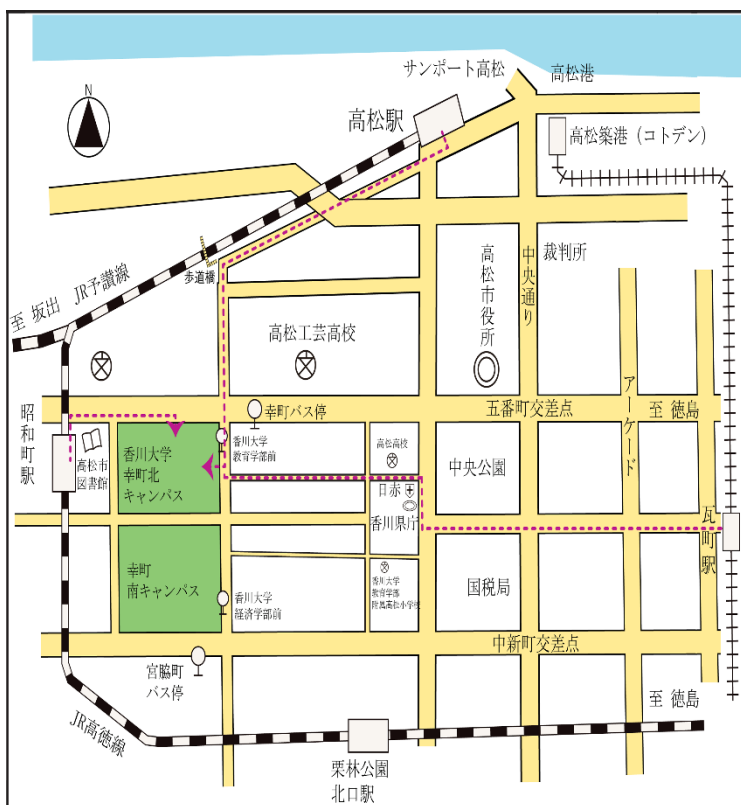 サンポート高松
高松港
N
高松駅
高松築港（コトデン）
歩道橋
至 坂出 JR予讃線
高松市役所
中央通り
裁判所
高松工芸高校
アーケード
昭和町駅
幸町バス停
五番町交差点
至 徳島
高松市
図書館
香川大学
幸町北
キャンパス
香川大学
教育学部前
高松高校
中央公園
日赤
香川県庁
瓦町駅
幸町
南キャンパス
香川大学
経済学部前
香川大学
教育学部
附属高松小学校
国税局
中新町交差点
宮脇町
バス停
JR高徳線
至 徳島
栗林公園
北口駅